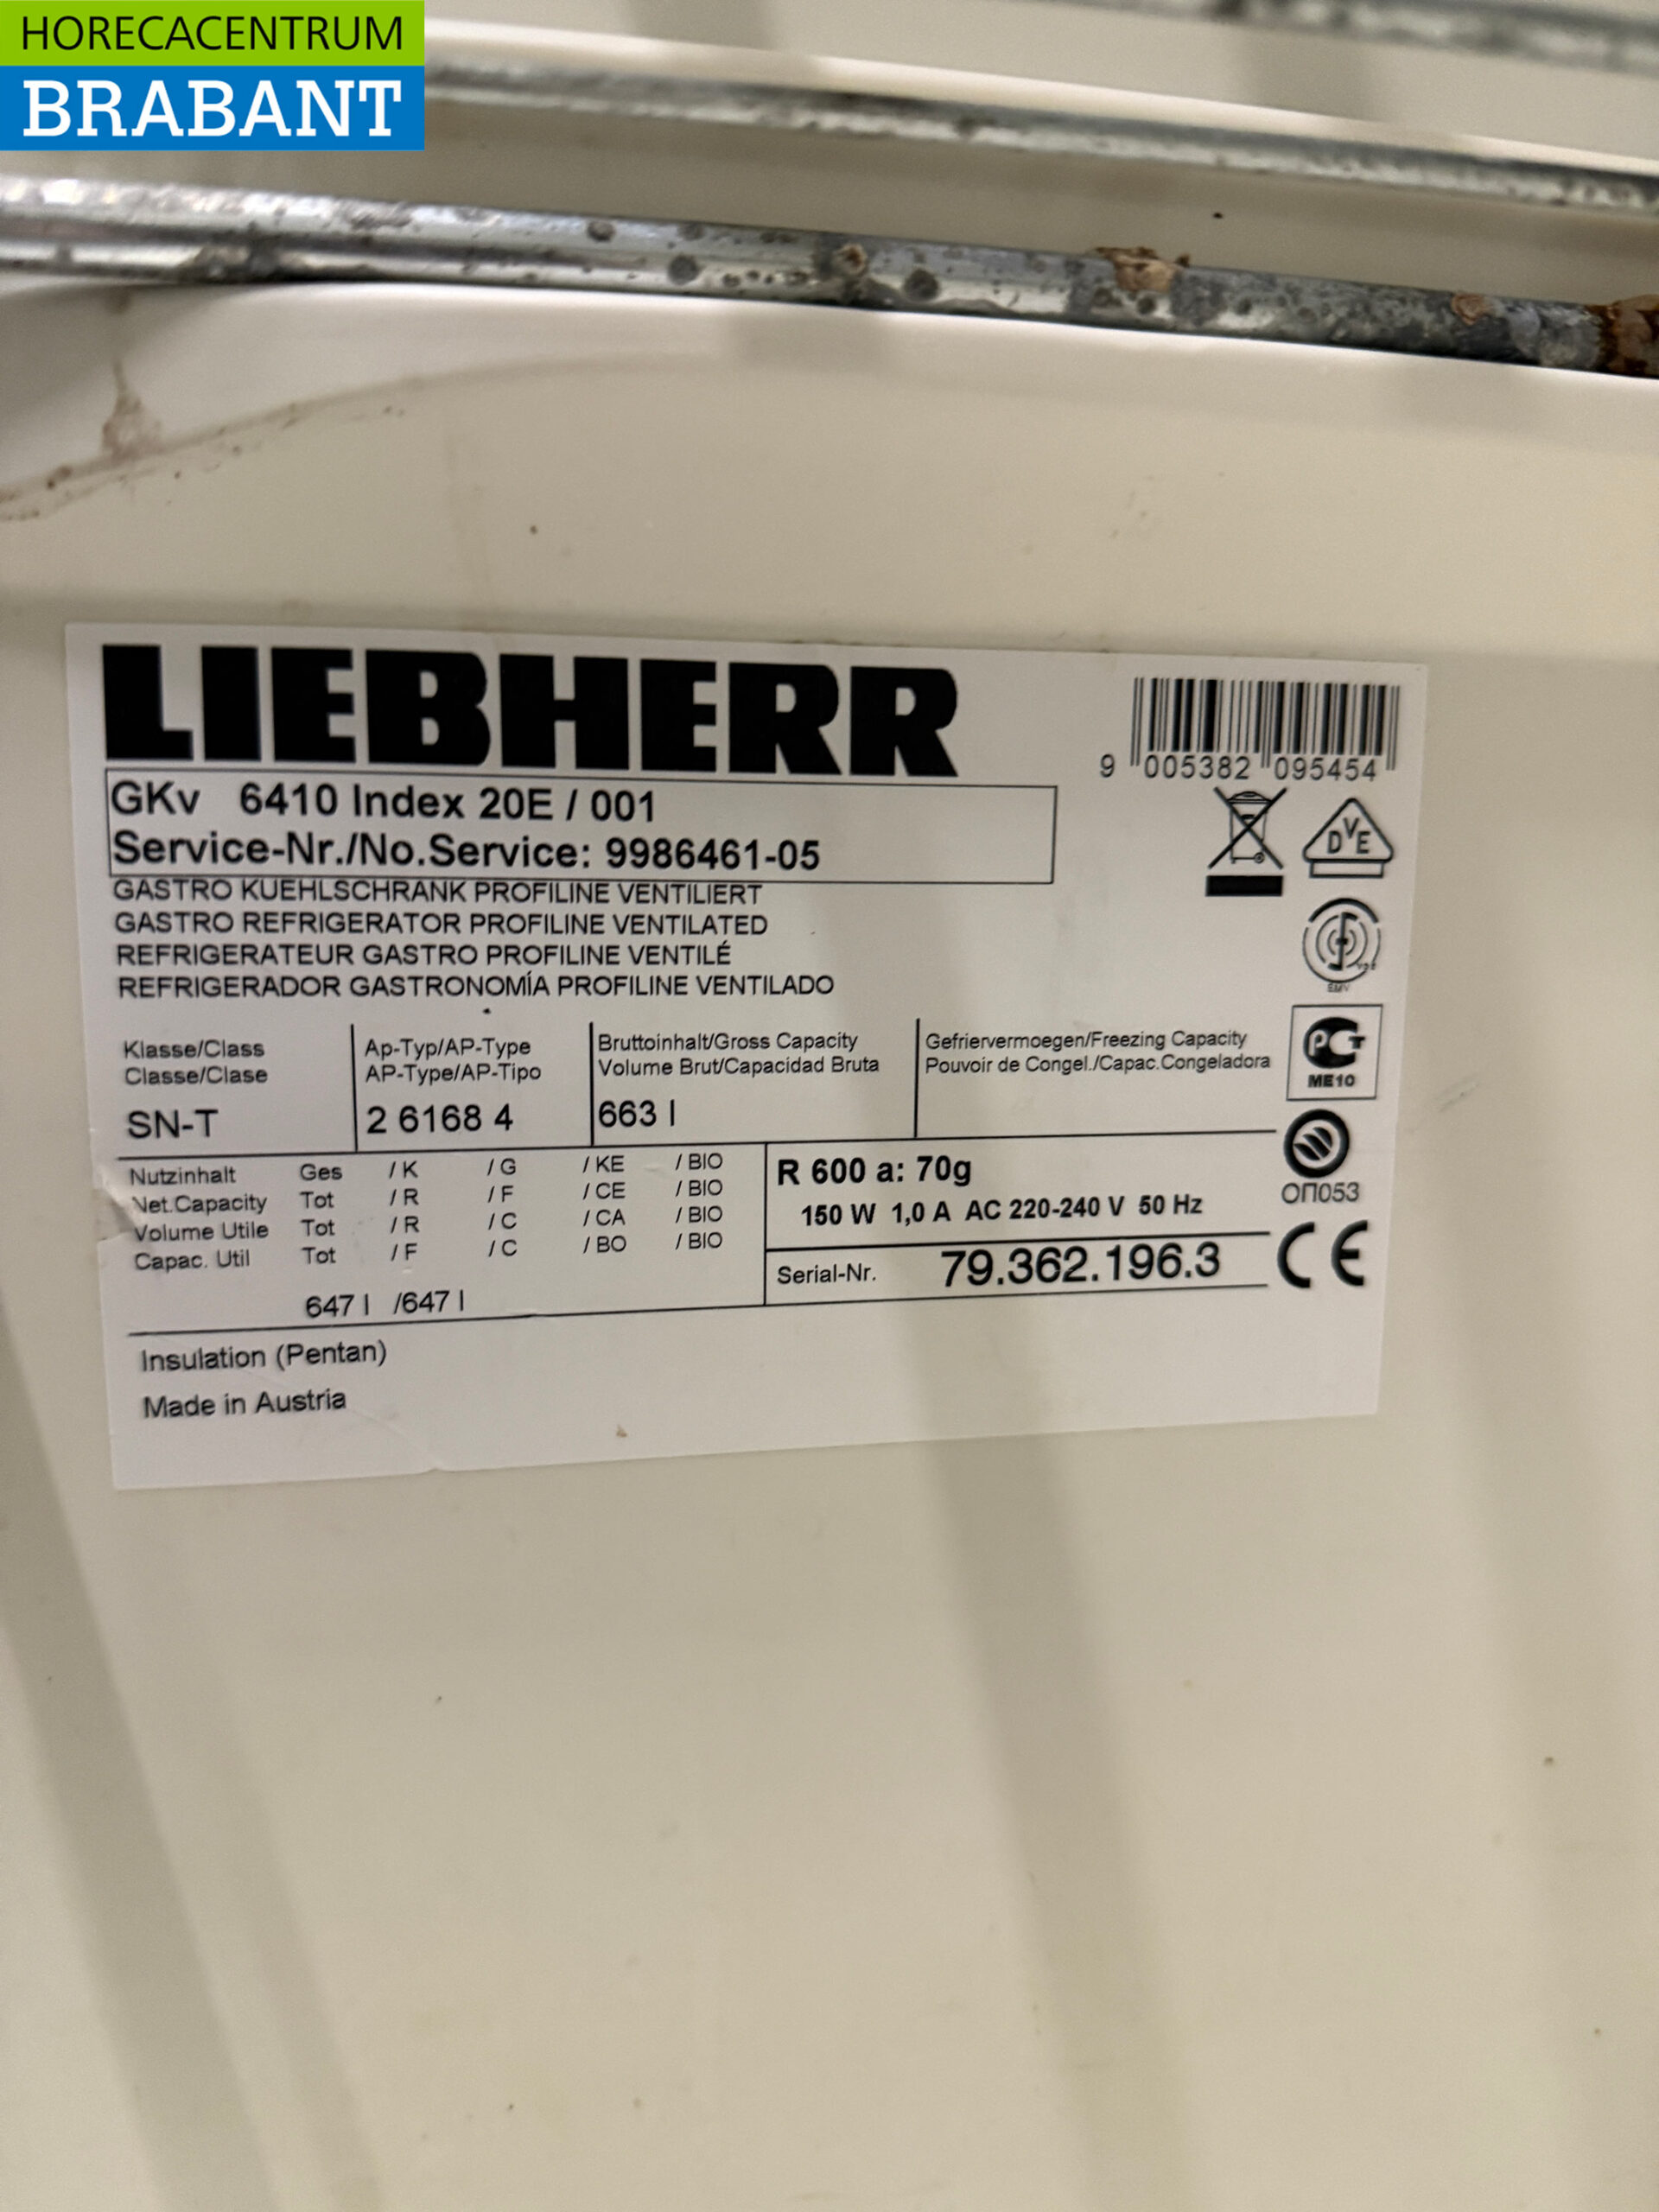 HORECACENTRUM
BRABANT
LIEBHERR
9 005382 095454
GKv 6410 Index 20E / 001
Service-Nr./No.Service: 9986461-05
DVE
GASTRO KUEHLSCHRANK PROFILINE VENTILIERT
GASTRO REFRIGERATOR PROFILINE VENTILATED
REFRIGERATEUR GASTRO PROFILINE VENTILÉ
REFRIGERADOR GASTRONOMÍA PROFILINE VENTILADO
EMV
Klasse/Class Ap-Typ/AP-Type Bruttoinhalt/Gross Capacity Gefriervermoegen/Freezing Capacity
Classe/Clase AP-Type/AP-Tipo Volume Brut/Capacidad Bruta Pouvoir de Congel./Capac.Congeladora
ME10
SN-T 2 6168 4 663 l
Nutzinhalt Ges / K / G / KE / BIO
Net.Capacity Tot / R / F / CE / BIO
Volume Utile Tot / R / C / CA / BIO
Capac. Util Tot / F / C / BO / BIO
647 l /647 l
R 600 a: 70g
150 W 1,0 A AC 220-240 V 50 Hz
ОП053
Serial-Nr. 79.362.196.3
CE
Insulation (Pentan)
Made in Austria